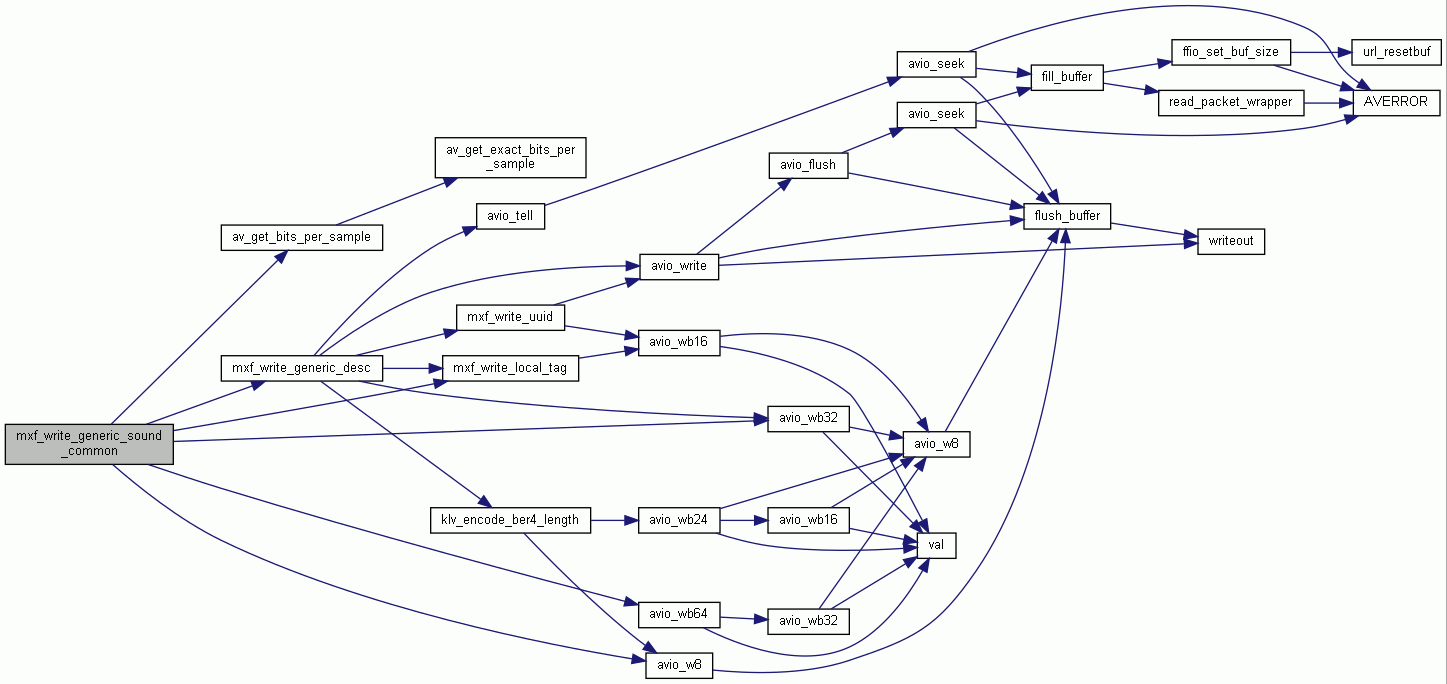 avio_seek
ffio_set_buf_size
url_resetbuf
fill_buffer
read_packet_wrapper
AVERROR
avio_seek
av_get_exact_bits_per
_sample
avio_flush
avio_tell
flush_buffer
av_get_bits_per_sample
writeout
avio_write
mxf_write_uuid
avio_wb16
mxf_write_generic_desc
mxf_write_local_tag
avio_wb32
mxf_write_generic_sound
_common
avio_w8
klv_encode_ber4_length
avio_wb24
avio_wb16
val
avio_wb64
avio_wb32
avio_w8